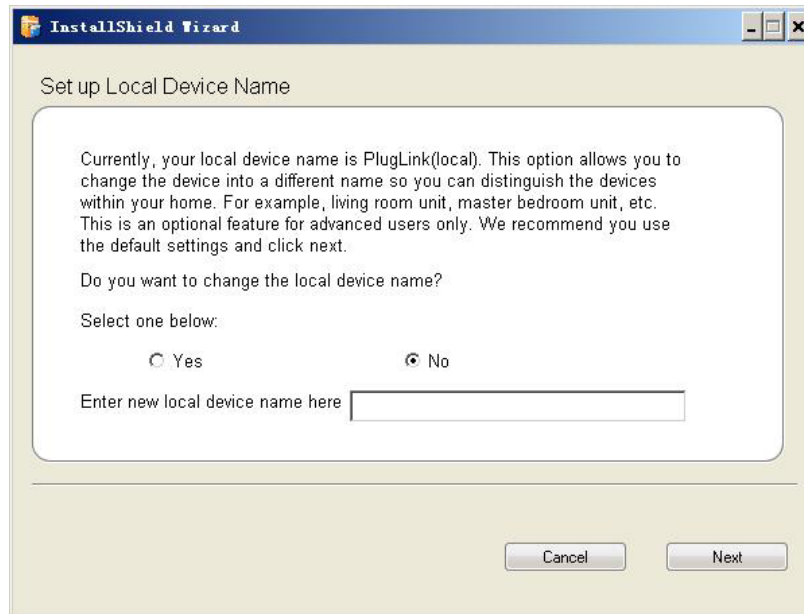 InstallShield Wizard
Set up Local Device Name
Currently, your local device name is PlugLink(local). This option allows you to
change the device into a different name so you can distinguish the devices
within your home. For example, living room unit, master bedroom unit, etc.
This is an optional feature for advanced users only. We recommend you use
the default settings and click next.
Do you want to change the local device name?
Select one below:
Yes No
Enter new local device name here
Cancel Next